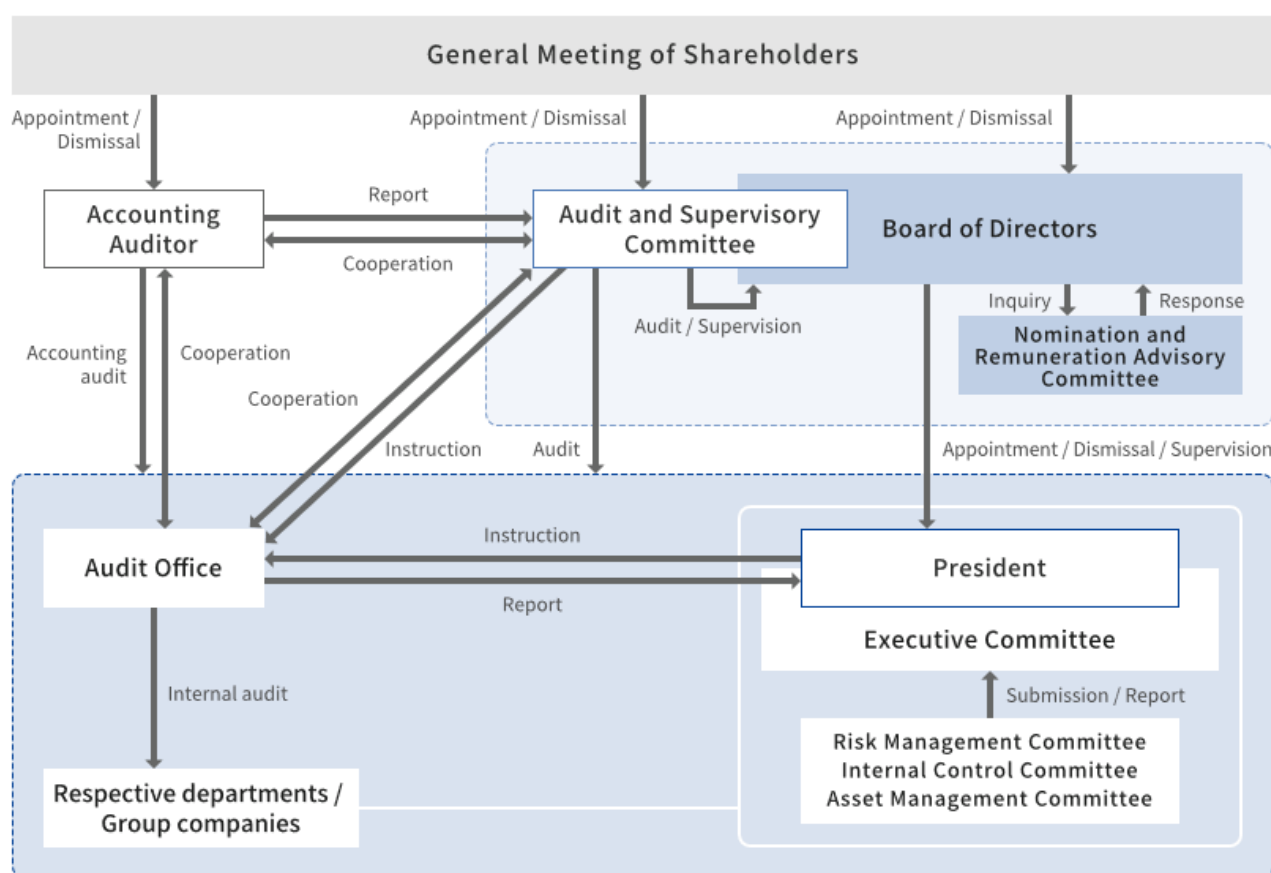 General Meeting of Shareholders
Appointment /
Dismissal
Appointment / Dismissal
Appointment / Dismissal
Accounting
Auditor
Report
Cooperation
Audit and Supervisory
Committee
Board of Directors
Audit / Supervision
Inquiry
Response
Nomination and
Remuneration Advisory
Committee
Accounting
audit
Cooperation
Cooperation
Instruction
Audit
Appointment / Dismissal / Supervision
Audit Office
Instruction
Report
President
Executive Committee
Internal audit
Submission / Report
Risk Management Committee
Internal Control Committee
Asset Management Committee
Respective departments /
Group companies